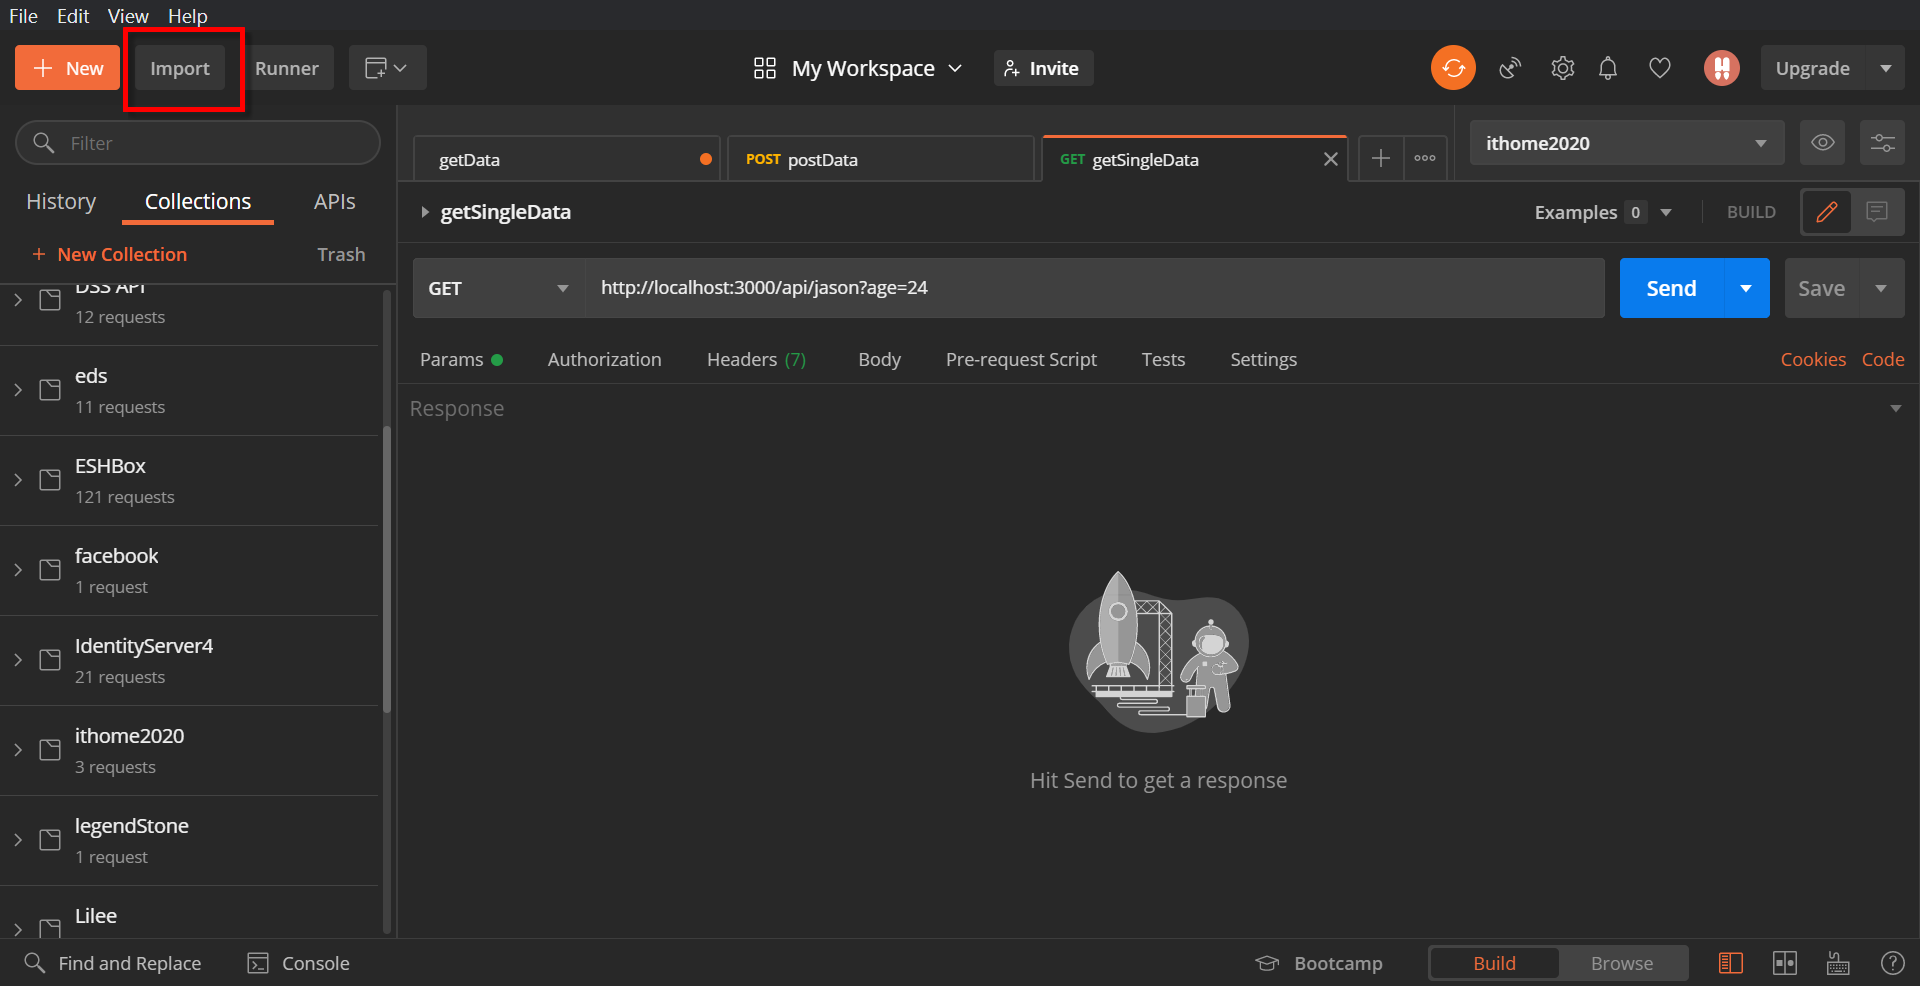 File Edit View Help
New Import Runner My Workspace Invite Upgrade
Filter
getData POST postData GET getSingleData ithome2020
History Collections APIs
getSingleData Examples 0 BUILD
+ New Collection Trash
GET http://localhost:3000/api/jason?age=24 Send Save
DSS API
12 requests
Params Authorization Headers (7) Body Pre-request Script Tests Settings Cookies Code
Response
eds
11 requests
ESHBox
121 requests
facebook
1 request
IdentityServer4
21 requests
ithome2020
3 requests
Hit Send to get a response
legendStone
1 request
Lilee
Find and Replace Console Bootcamp Build Browse